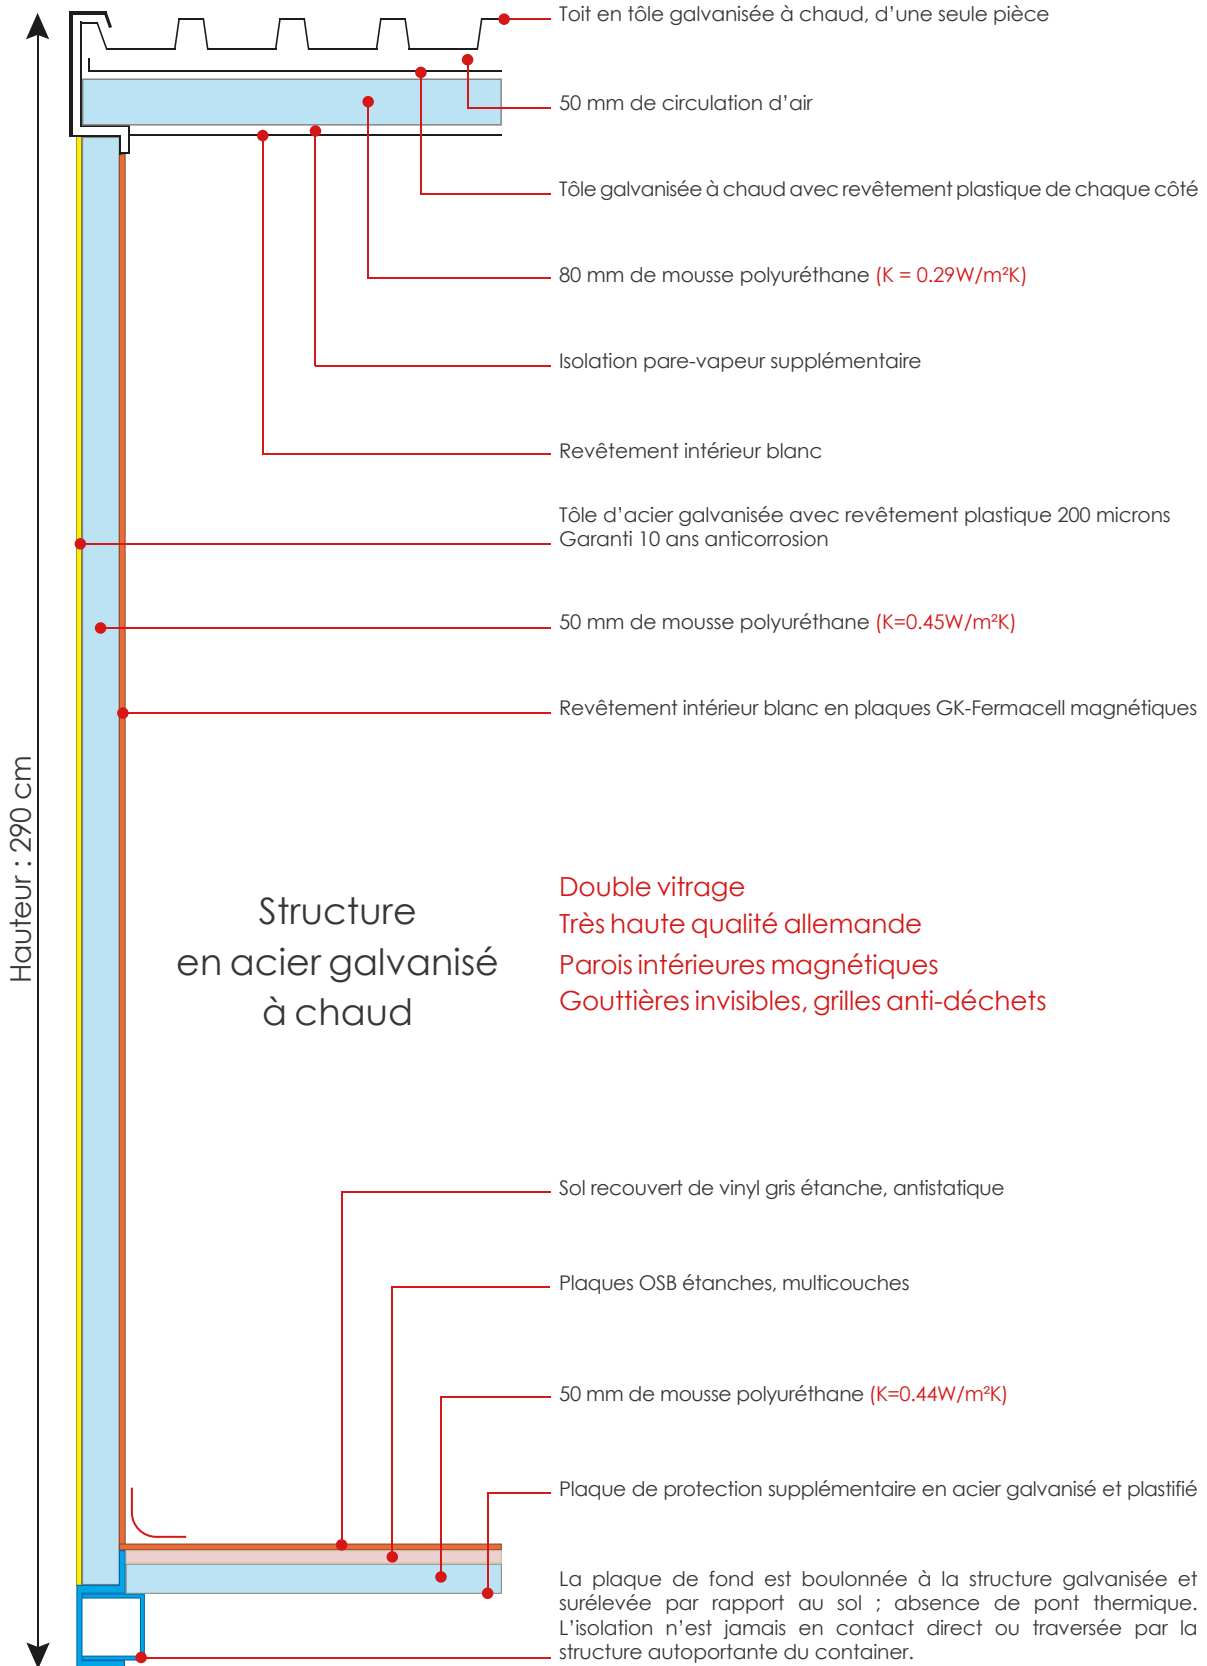 Toit en tôle galvanisée à chaud, d’une seule pièce
50 mm de circulation d’air
Tôle galvanisée à chaud avec revêtement plastique de chaque côté
80 mm de mousse polyuréthane (K = 0.29W/m²K)
Isolation pare-vapeur supplémentaire
Revêtement intérieur blanc
Tôle d’acier galvanisée avec revêtement plastique 200 microns
Garanti 10 ans anticorrosion
50 mm de mousse polyuréthane (K=0.45W/m²K)
Revêtement intérieur blanc en plaques GK-Fermacell magnétiques
Hauteur : 290 cm
Structure
en acier galvanisé
à chaud
Double vitrage
Très haute qualité allemande
Parois intérieures magnétiques
Gouttières invisibles, grilles anti-déchets
Sol recouvert de vinyl gris étanche, antistatique
Plaques OSB étanches, multicouches
50 mm de mousse polyuréthane (K=0.44W/m²K)
Plaque de protection supplémentaire en acier galvanisé et plastifié
La plaque de fond est boulonnée à la structure galvanisée et
surélevée par rapport au sol ; absence de pont thermique.
L’isolation n’est jamais en contact direct ou traversée par la
structure autoportante du container.